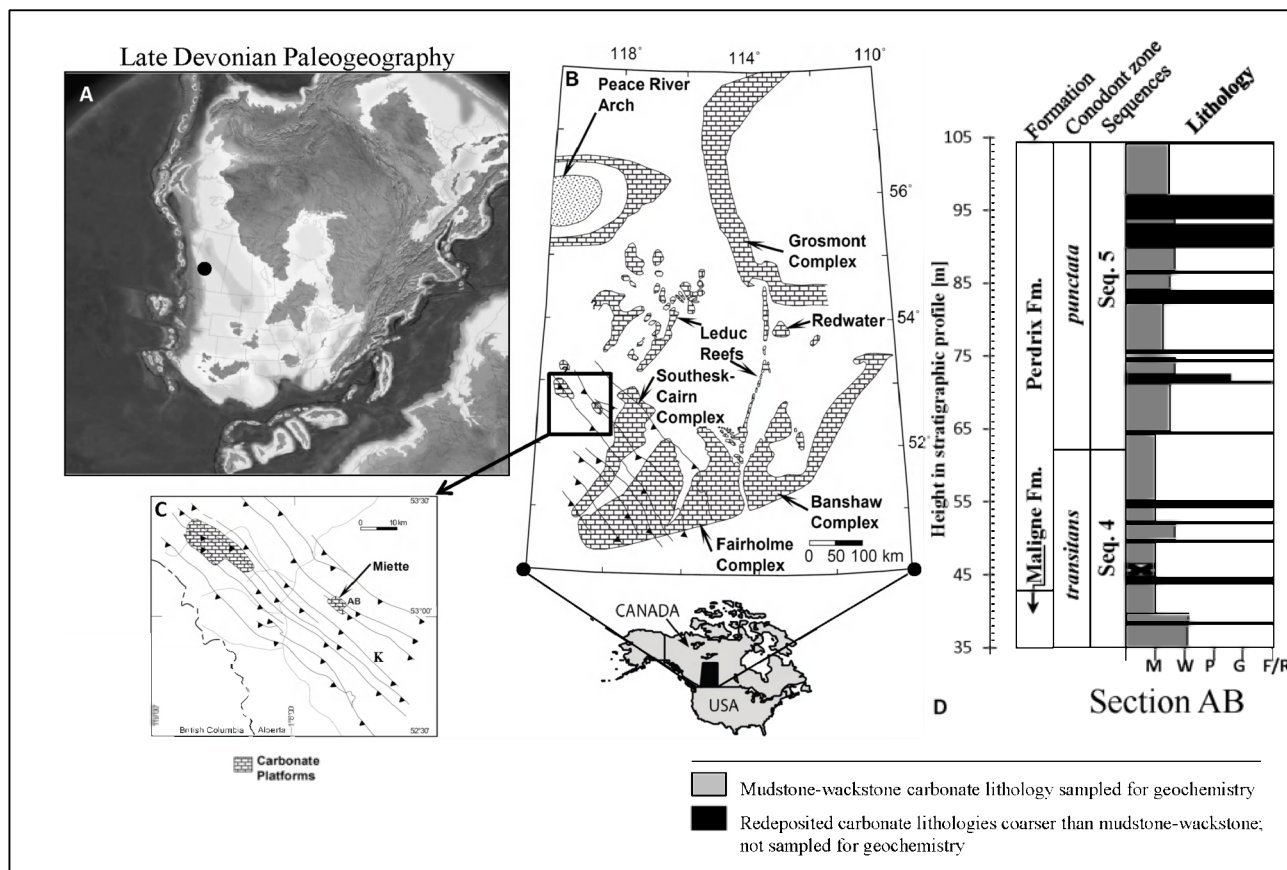 Late Devonian Paleogeography
A
118°
114°
110°
B
Peace River
Arch
56°
Grosmont
Complex
54°
Leduc
Reefs
Redwater
Southesk-
Cairn
Complex
52°
Banshaw
Complex
Fairholme
Complex
0 50 100 km
C
53°30'
0 10km
Miette
AB
53°00'
K
British Columbia
Alberta
52°30'
Carbonate
Platforms
CANADA
USA
D
Formation
Conodont zone
Sequences
Lithology
Height in stratigraphic profile [m]
105
95
85
75
65
55
45
35
Perdrix Fm.
Maligne Fm.
punctata
transitans
Seq. 5
Seq. 4
M W P G F/R
Section AB
Mudstone-wackstone carbonate lithology sampled for geochemistry
Redeposited carbonate lithologies coarser than mudstone-wackstone;
not sampled for geochemistry